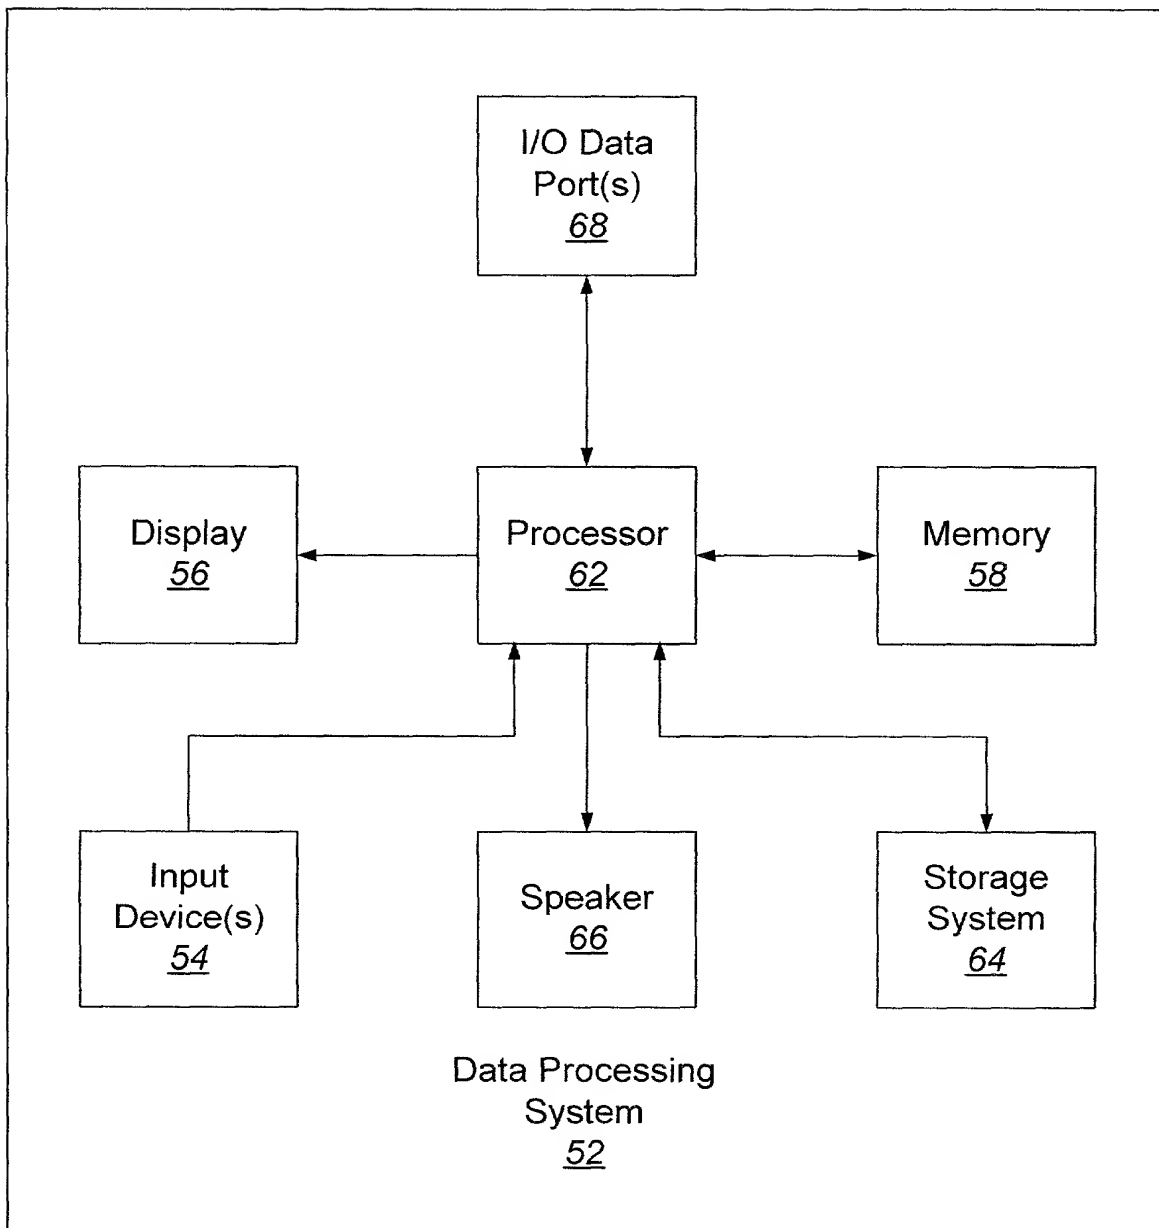 I/O Data
Port(s)
68
Display
56
Processor
62
Memory
58
Input
Device(s)
54
Speaker
66
Storage
System
64
Data Processing
System
52